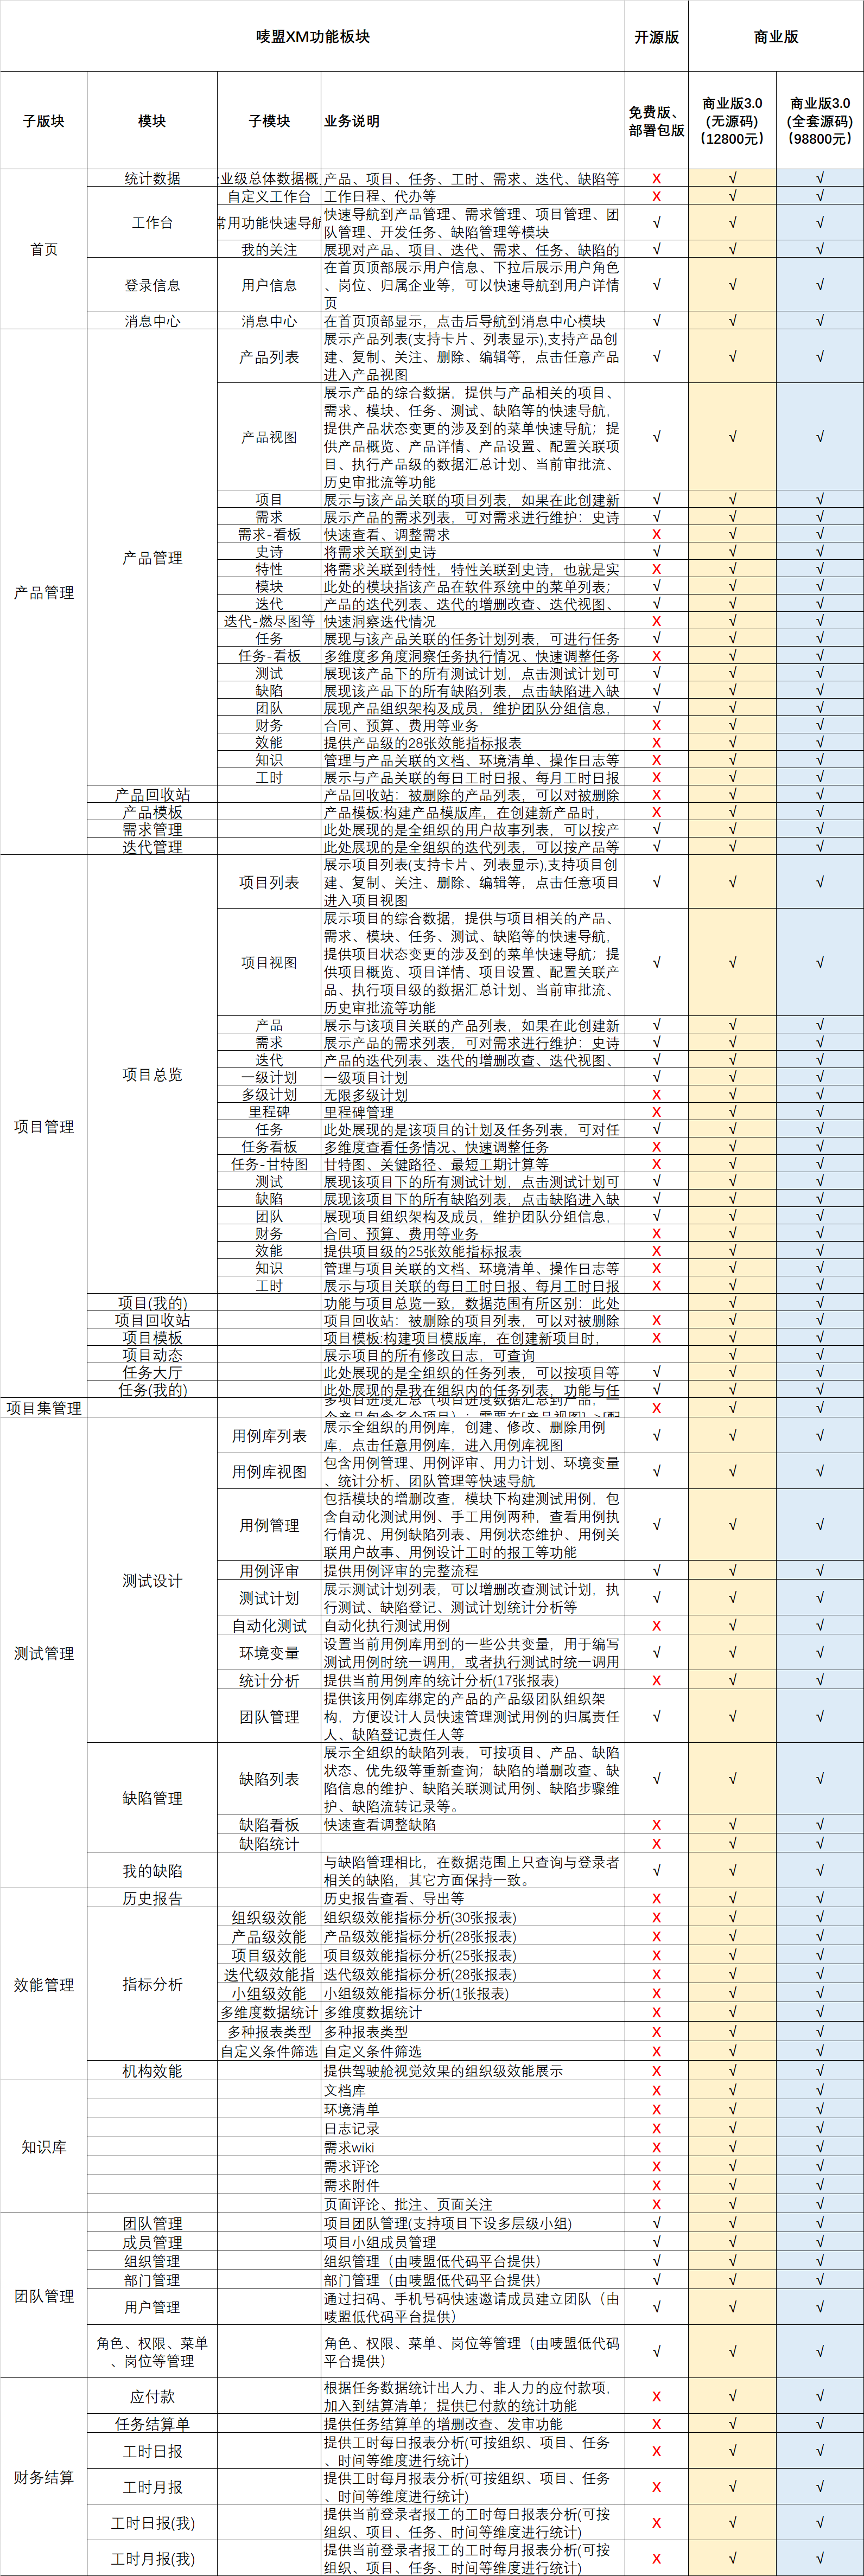 唛盟XM功能板块 开源版 商业版
子版块 模块 子模块 业务说明 免费版、部署包版 商业版3.0(无源码)(12800元) 商业版3.0(全套源码)(98800元)
首页 统计数据 业级总体数据概 产品、项目、任务、工时、需求、迭代、缺陷等 X √ √
工作台 自定义工作台 工作日程、代办等 X √ √
常用功能快速导航 快速导航到产品管理、需求管理、项目管理、团
队管理、开发任务、缺陷管理等模块 √ √ √
我的关注 展现对产品、项目、迭代、需求、任务、缺陷的 √ √ √
登录信息 用户信息 在首页顶部展示用户信息、下拉后展示用户角色
、岗位、归属企业等，可以快速导航到用户详情
页 √ √ √
消息中心 消息中心 在首页顶部显示，点击后导航到消息中心模块 √ √ √
产品管理 产品管理 产品列表 展示产品列表(支持卡片、列表显示),支持产品创
建、复制、关注、删除、编辑等，点击任意产品
进入产品视图 √ √ √
产品视图 展示产品的综合数据，提供与产品相关的项目、
需求、模块、任务、测试、缺陷等的快速导航，
提供产品状态变更的涉及到的菜单快速导航；提
供产品概览、产品详情、产品设置、配置关联项
目、执行产品级的数据汇总计划、当前审批流、
历史审批流等功能 √ √ √
项目 展示与该产品关联的项目列表，如果在此创建新 √ √ √
需求 展示产品的需求列表，可对需求进行维护：史诗 √ √ √
需求-看板 快速查看、调整需求 X √ √
史诗 将需求关联到史诗 √ √ √
特性 将需求关联到特性，特性关联到史诗，也就是实 X √ √
模块 此处的模块指该产品在软件系统中的菜单列表； √ √ √
迭代 产品的迭代列表、迭代的增删改查、迭代视图、 √ √ √
迭代-燃尽图等 快速洞察迭代情况 X √ √
任务 展现与该产品关联的任务计划列表，可进行任务 √ √ √
任务-看板 多维度多角度洞察任务执行情况、快速调整任务 X √ √
测试 展现该产品下的所有测试计划，点击测试计划可 √ √ √
缺陷 展现该产品下的所有缺陷列表，点击缺陷进入缺 √ √ √
团队 展现产品组织架构及成员，维护团队分组信息， √ √ √
财务 合同、预算、费用等业务 X √ √
效能 提供产品级的28张效能指标报表 X √ √
知识 管理与产品关联的文档、环境清单、操作日志等 X √ √
工时 展示与产品关联的每日工时日报、每月工时日报 X √ √
产品回收站 产品回收站：被删除的产品列表，可以对被删除 X √ √
产品模板 产品模板:构建产品模版库，在创建新产品时， X √ √
需求管理 此处展现的是全组织的用户故事列表，可以按产 √ √ √
迭代管理 此处展现的是全组织的迭代列表，可以按产品等 √ √ √
项目管理 项目总览 项目列表 展示项目列表(支持卡片、列表显示),支持项目创
建、复制、关注、删除、编辑等，点击任意项目
进入项目视图 √ √ √
项目视图 展示项目的综合数据，提供与项目相关的产品、
需求、模块、任务、测试、缺陷等的快速导航，
提供项目状态变更的涉及到的菜单快速导航；提
供项目概览、项目详情、项目设置、配置关联产
品、执行项目级的数据汇总计划、当前审批流、
历史审批流等功能 √ √ √
产品 展示与该项目关联的产品列表，如果在此创建新 √ √ √
需求 展示产品的需求列表，可对需求进行维护：史诗 √ √ √
迭代 产品的迭代列表、迭代的增删改查、迭代视图、 √ √ √
一级计划 一级项目计划 √ √ √
多级计划 无限多级计划 X √ √
里程碑 里程碑管理 X √ √
任务 此处展现的是该项目的计划及任务列表，可对任 √ √ √
任务看板 多维度查看任务情况、快速调整任务 X √ √
任务-甘特图 甘特图、关键路径、最短工期计算等 X √ √
测试 展现该项目下的所有测试计划，点击测试计划可 √ √ √
缺陷 展现该项目下的所有缺陷列表，点击缺陷进入缺 √ √ √
团队 展现项目组织架构及成员，维护团队分组信息， √ √ √
财务 合同、预算、费用等业务 X √ √
效能 提供项目级的25张效能指标报表 X √ √
知识 管理与项目关联的文档、环境清单、操作日志等 X √ √
工时 展示与项目关联的每日工时日报、每月工时日报 X √ √
项目(我的) 功能与项目总览一致，数据范围有所区别：此处 √ √
项目回收站 项目回收站：被删除的项目列表，可以对被删除 X √ √
项目模板 项目模板:构建项目模版库，在创建新项目时， X √ √
项目动态 展示项目的所有修改日志，可查询 √ √
任务大厅 此处展现的是全组织的任务列表，可以按项目等 √ √ √
任务(我的) 此处展现的是我在组织内的任务列表，功能与任 √ √ √
项目集管理 多项目进度汇总（项目进度数据汇总到产品，一
个产品包含多个项目）；需要在[产品视图]->[配 X √ √
测试管理 测试设计 用例库列表 展示全组织的用例库，创建、修改、删除用例
库，点击任意用例库，进入用例库视图 √ √ √
用例库视图 包含用例管理、用例评审、用力计划、环境变量
、统计分析、团队管理等快速导航 √ √ √
用例管理 包括模块的增删改查，模块下构建测试用例，包
含自动化测试用例、手工用例两种，查看用例执
行情况、用例缺陷列表、用例状态维护、用例关
联用户故事、用例设计工时的报工等功能 √ √ √
用例评审 提供用例评审的完整流程 √ √ √
测试计划 展示测试计划列表，可以增删改查测试计划，执
行测试、缺陷登记、测试计划统计分析等 √ √ √
自动化测试 自动化执行测试用例 X √ √
环境变量 设置当前用例库用到的一些公共变量，用于编写
测试用例时统一调用，或者执行测试时统一调用 √ √ √
统计分析 提供当前用例库的统计分析(17张报表) X √ √
团队管理 提供该用例库绑定的产品的产品级团队组织架
构，方便设计人员快速管理测试用例的归属责任
人、缺陷登记责任人等 √ √ √
缺陷管理 缺陷列表 展示全组织的缺陷列表，可按项目、产品、缺陷
状态、优先级等重新查询；缺陷的增删改查、缺
陷信息的维护、缺陷关联测试用例、缺陷步骤维
护、缺陷流转记录等。 √ √ √
缺陷看板 快速查看调整缺陷 X √ √
缺陷统计 X √ √
我的缺陷 与缺陷管理相比，在数据范围上只查询与登录者
相关的缺陷，其它方面保持一致。 √ √ √
效能管理 历史报告 历史报告查看、导出等 X √ √
指标分析 组织级效能 组织级效能指标分析(30张报表) X √ √
产品级效能 产品级效能指标分析(28张报表) X √ √
项目级效能 项目级效能指标分析(25张报表) X √ √
迭代级效能指 迭代级效能指标分析(28张报表) X √ √
小组级效能 小组级效能指标分析(1张报表) X √ √
多维度数据统计 多维度数据统计 X √ √
多种报表类型 多种报表类型 X √ √
自定义条件筛选 自定义条件筛选 X √ √
机构效能 提供驾驶舱视觉效果的组织级效能展示 X √ √
知识库 文档库 X √ √
环境清单 X √ √
日志记录 X √ √
需求wiki X √ √
需求评论 X √ √
需求附件 X √ √
页面评论、批注、页面关注 X √ √
团队管理 团队管理 项目团队管理(支持项目下设多层级小组) √ √ √
成员管理 项目小组成员管理 √ √ √
组织管理 组织管理（由唛盟低代码平台提供） √ √ √
部门管理 部门管理（由唛盟低代码平台提供） √ √ √
用户管理 通过扫码、手机号码快速邀请成员建立团队（由
唛盟低代码平台提供） √ √ √
角色、权限、菜单
、岗位等管理 角色、权限、菜单、岗位等管理（由唛盟低代码
平台提供） √ √ √
财务结算 应付款 根据任务数据统计出人力、非人力的应付款项，
加入到结算清单；提供已付款的统计功能 X √ √
任务结算单 提供任务结算单的增删改查、发审功能 X √ √
工时日报 提供工时每日报表分析(可按组织、项目、任务
、时间等维度进行统计) X √ √
工时月报 提供工时每月报表分析(可按组织、项目、任务
、时间等维度进行统计) X √ √
工时日报(我) 提供当前登录者报工的工时每日报表分析(可按
组织、项目、任务、时间等维度进行统计) X √ √
工时月报(我) 提供当前登录者报工的工时每月报表分析(可按
组织、项目、任务、时间等维度进行统计) X √ √